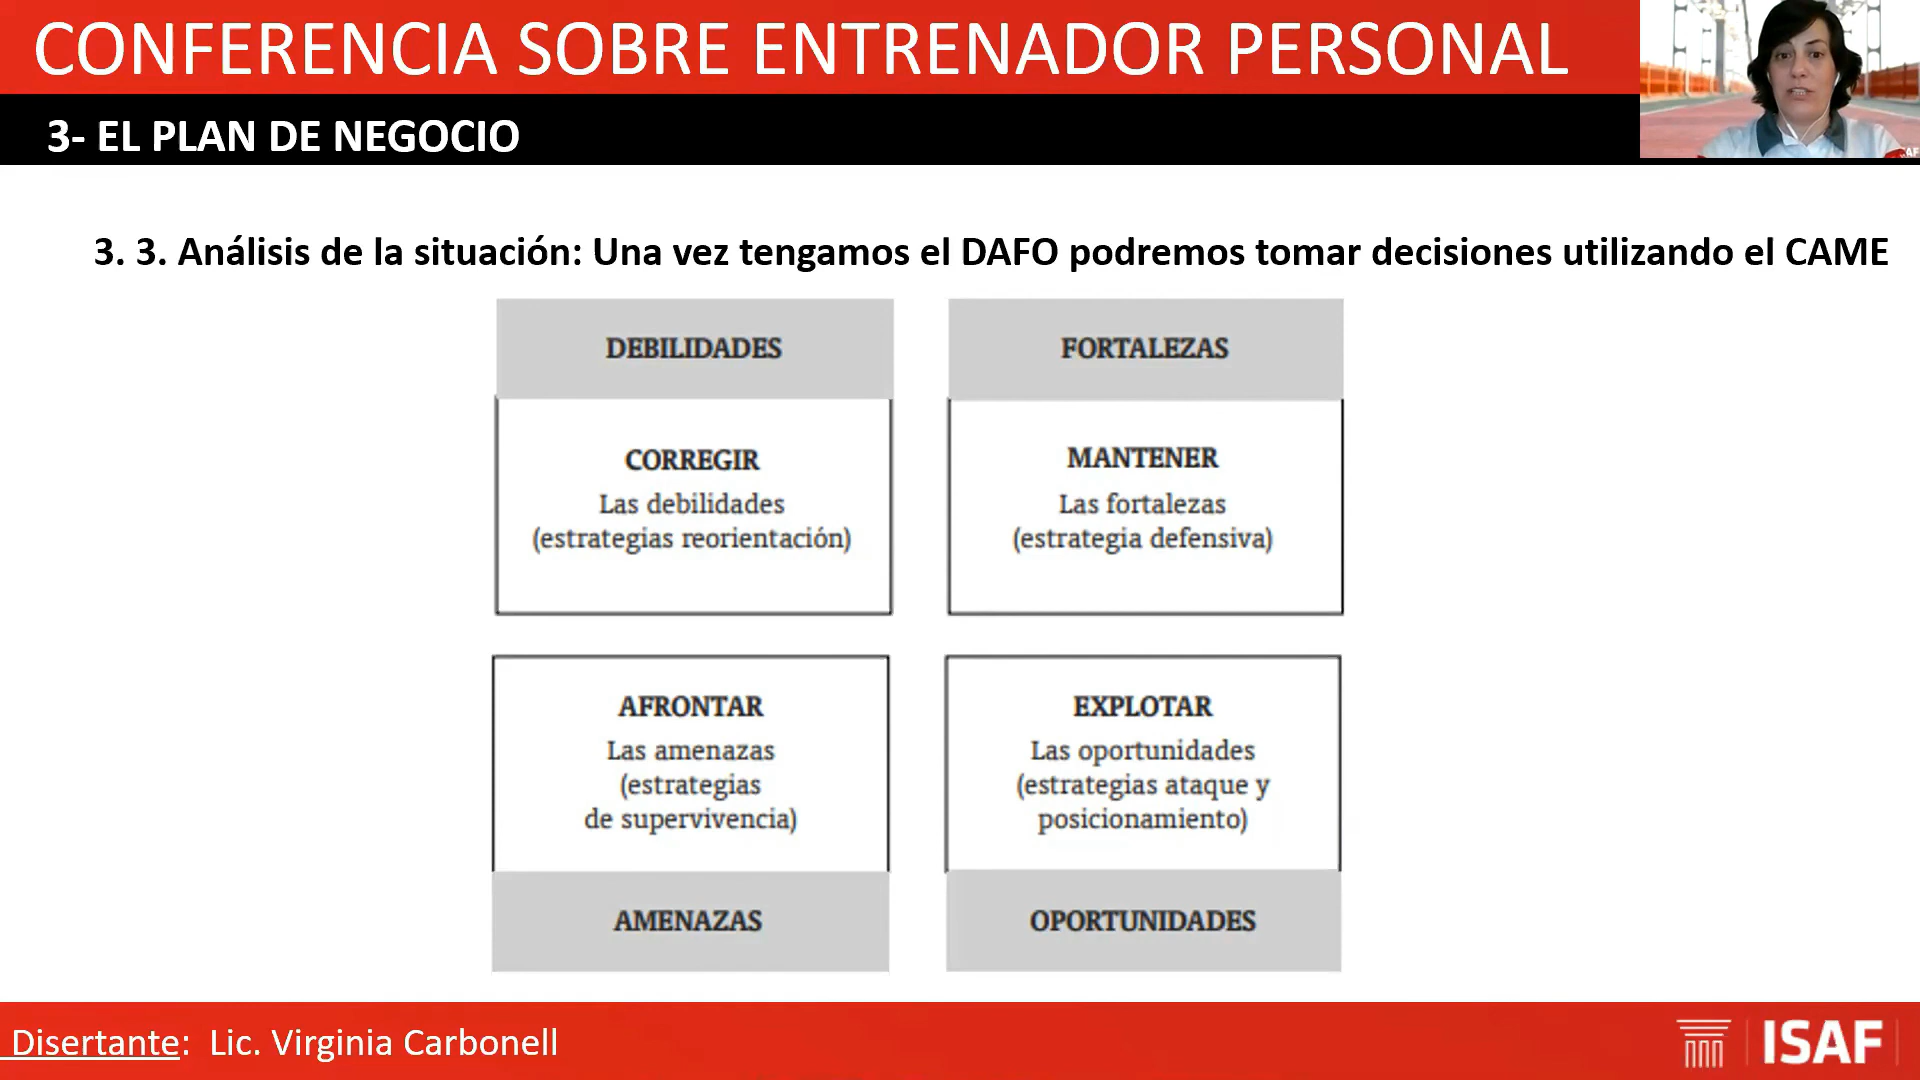 CONFERENCIA SOBRE ENTRENADOR PERSONAL
3- EL PLAN DE NEGOCIO
AF
3. 3. Análisis de la situación: Una vez tengamos el DAFO podremos tomar decisiones utilizando el CAME
DEBILIDADES
CORREGIR
Las debilidades
(estrategias reorientación)
FORTALEZAS
MANTENER
Las fortalezas
(estrategia defensiva)
AFRONTAR
Las amenazas
(estrategias
de supervivencia)
AMENAZAS
EXPLOTAR
Las oportunidades
(estrategias ataque y
posicionamiento)
OPORTUNIDADES
Disertante: Lic. Virginia Carbonell
ISAF